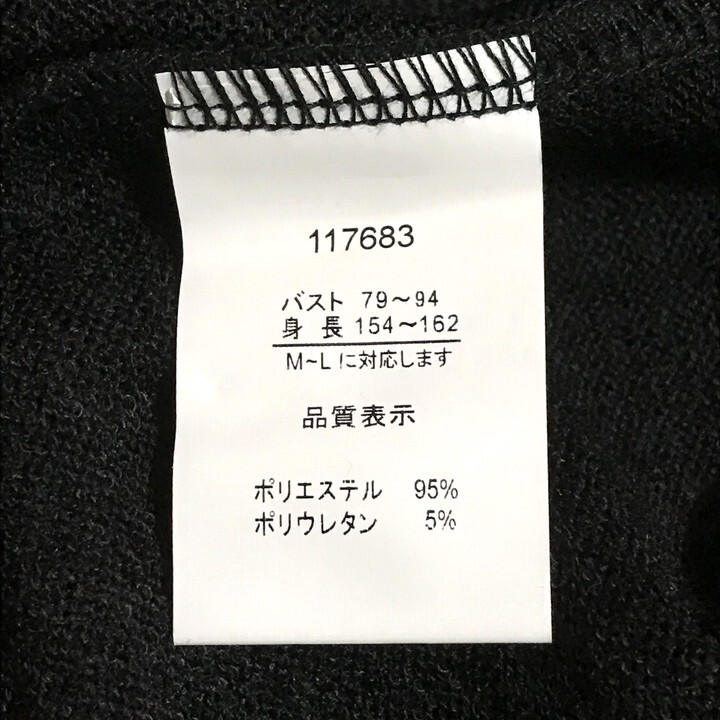 117683
バスト 79～94
身 長 154～162
M~Lに対応します
品質表示
ポリエステル 95%
ポリウレタン 5%